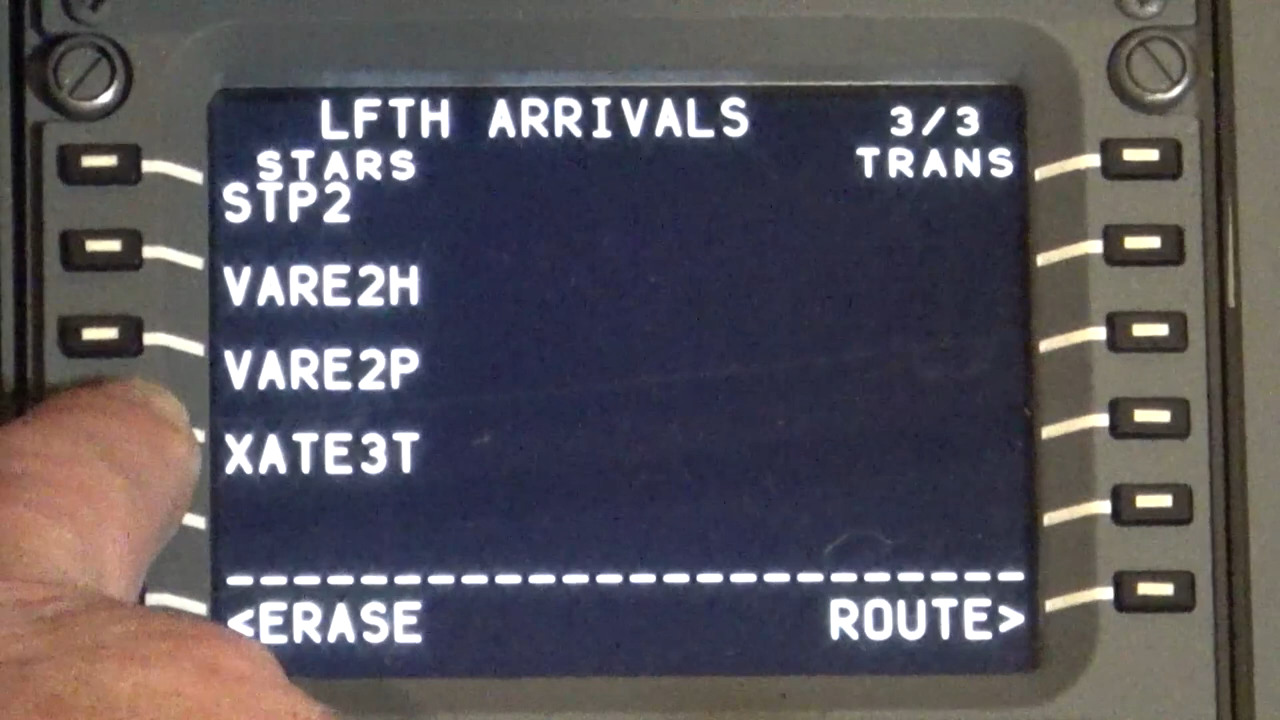 LFTH ARRIVALS 3/3
STARS TRANS
STP2
VARE2H
VARE2P
XATE3T
------------------------
<ERASE ROUTE>